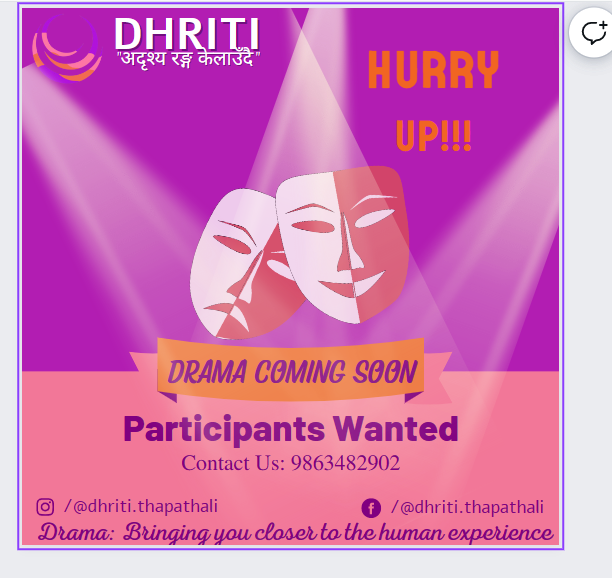 DHRITI
"अदृश्य रङ्ग केलाउँदै"
HURRY
UP!!!
DRAMA COMING SOON
Participants Wanted
Contact Us: 9863482902
/@dhriti.thapathali
/@dhriti.thapathali
Drama: Bringing you closer to the human experience